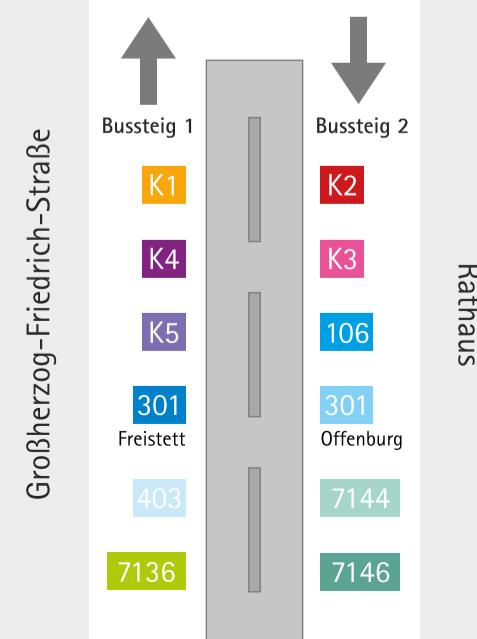 Großherzog-Friedrich-Straße
Bussteig 1
K1
K4
K5
301
Freistett
403
7136
Bussteig 2
K2
K3
106
301
Offenburg
7144
7146
Rathaus